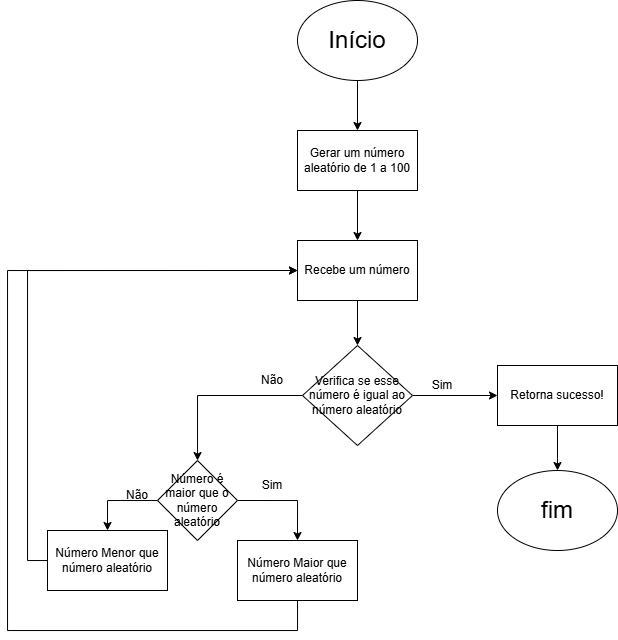 Início
Gerar um número
aleatório de 1 a 100
Recebe um número
Verifica se esse
número é igual ao
número aleatório
Não
Sim
Retorna sucesso!
fim
Número é
maior que o
número
aleatório
Não
Sim
Número Menor que
número aleatório
Número Maior que
número aleatório